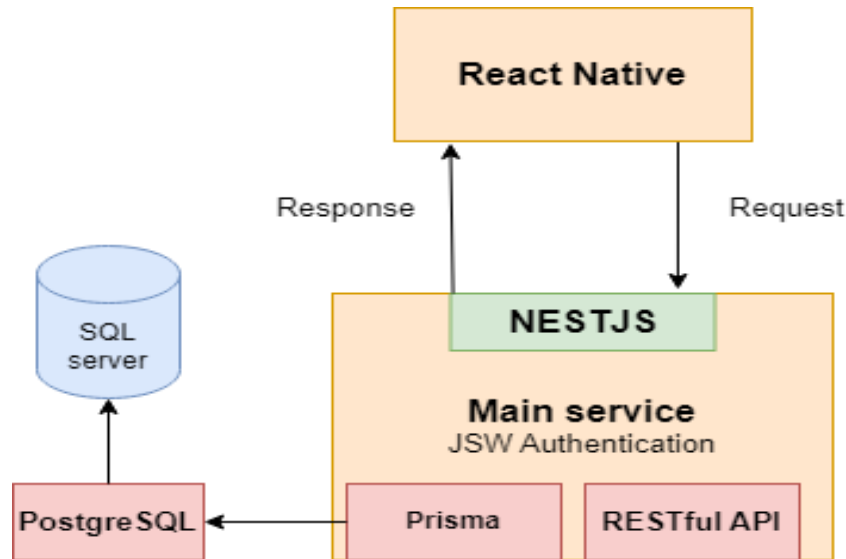 React Native
Response
Request
NESTJS
SQL
server
Main service
JSW Authentication
PostgreSQL
Prisma
RESTful API